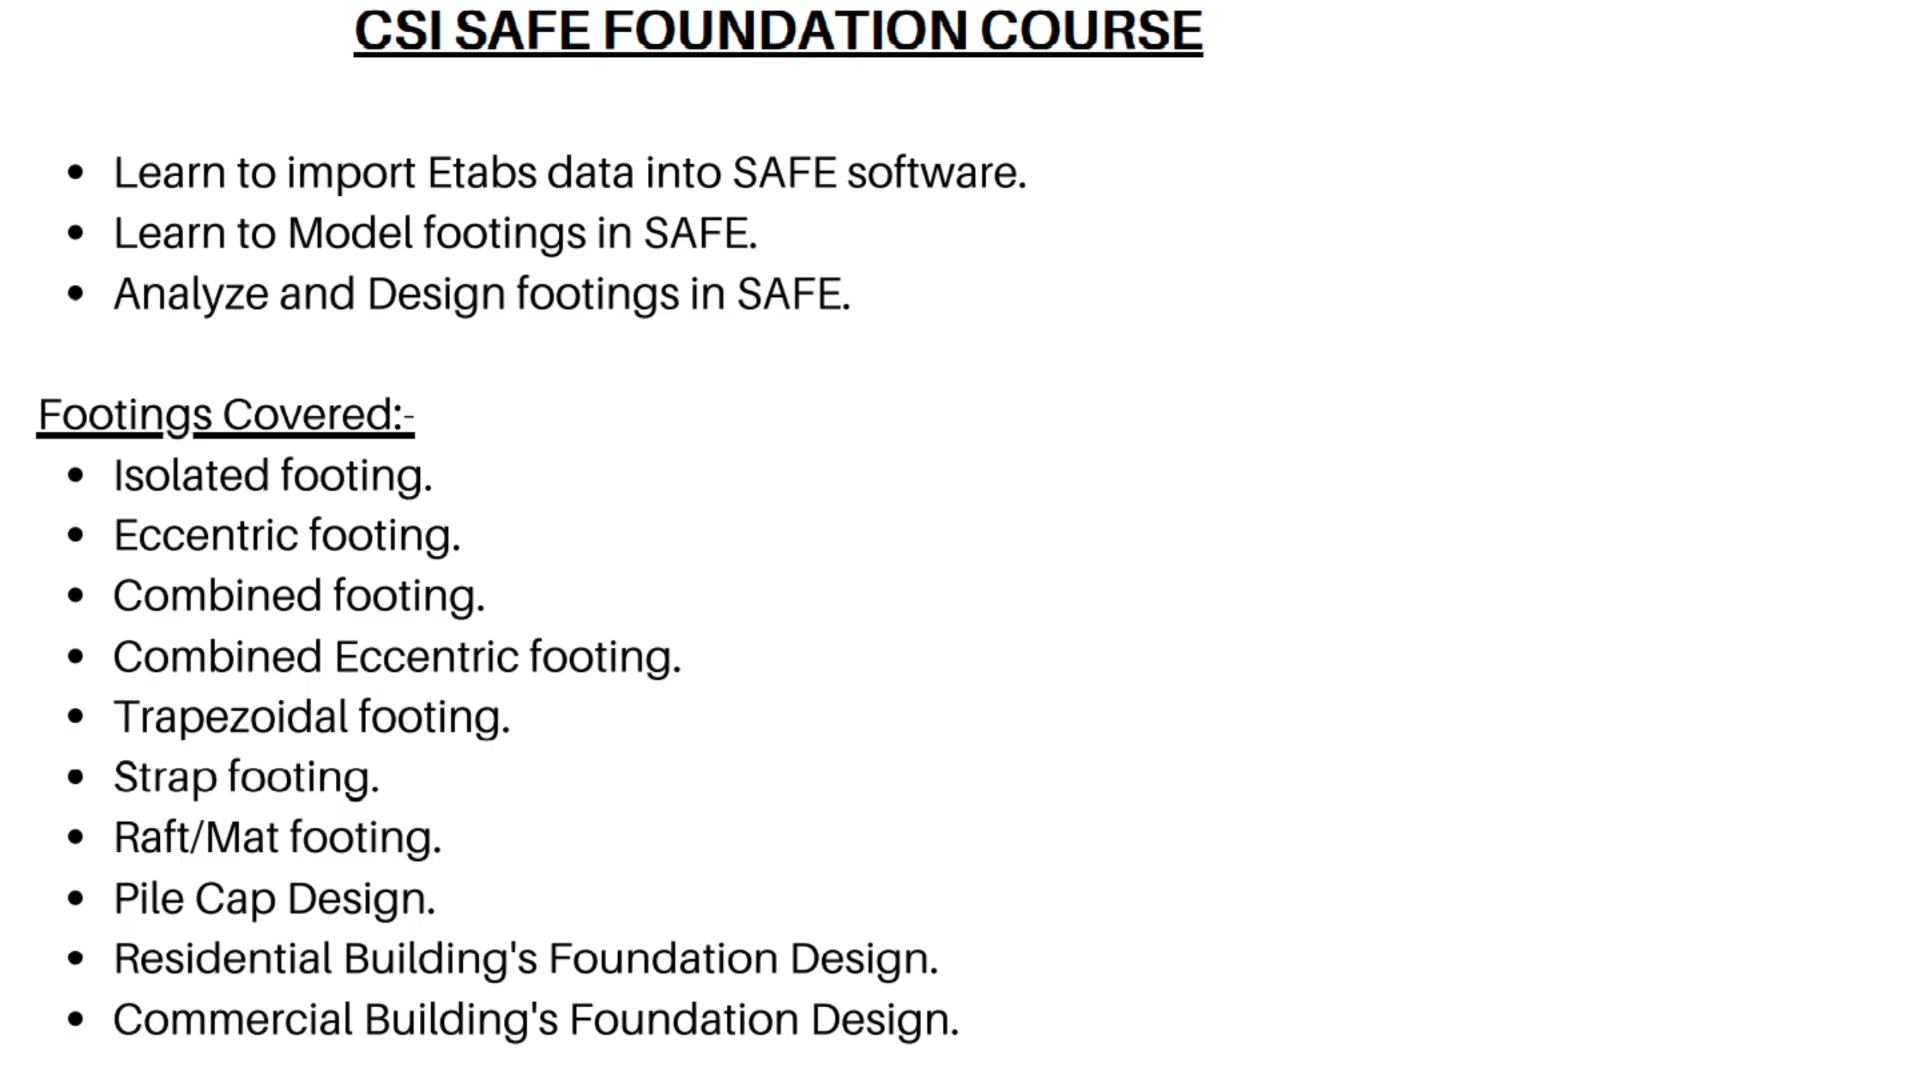 CSI SAFE FOUNDATION COURSE
• Learn to import Etabs data into SAFE software.
• Learn to Model footings in SAFE.
• Analyze and Design footings in SAFE.
Footings Covered:-
• Isolated footing.
• Eccentric footing.
• Combined footing.
• Combined Eccentric footing.
• Trapezoidal footing.
• Strap footing.
• Raft/Mat footing.
• Pile Cap Design.
• Residential Building's Foundation Design.
• Commercial Building's Foundation Design.